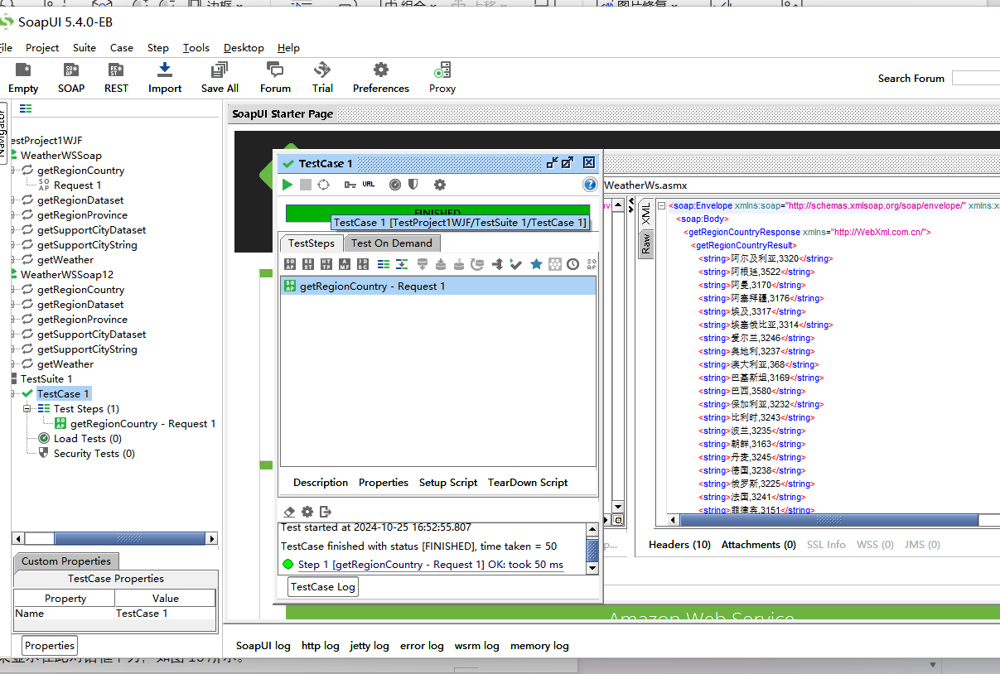 边框
组合
上移
图片修复
SoapUI 5.4.0-EB
ile Project Suite Case Step Tools Desktop Help
Empty SOAP REST Import Save All Forum Trial Preferences Proxy
Search Forum
Navigator
SoapUI Starter Page
estProject1WJF
WeatherWSSoap
getRegionCountry
Request 1
getRegionDataset
getRegionProvince
getSupportCityDataset
getSupportCityString
getWeather
WeatherWSSoap12
getRegionCountry
getRegionDataset
getRegionProvince
getSupportCityDataset
getSupportCityString
getWeather
TestSuite 1
TestCase 1
Test Steps (1)
getRegionCountry - Request 1
Load Tests (0)
Security Tests (0)
Custom Properties
TestCase Properties
Property Value
Name TestCase 1
Properties
TestCase 1
URL
FINISHED
TestCase 1 [TestProject1WJF/TestSuite 1/TestCase 1]
TestSteps Test On Demand
getRegionCountry - Request 1
Description Properties Setup Script TearDown Script
Test started at 2024-10-25 16:52:55.807
TestCase finished with status [FINISHED], time taken = 50
Step 1 [getRegionCountry - Request 1] OK: took 50 ms
TestCase Log
WeatherWs.asmx
XML
Raw
<soap:Envelope xmlns:soap="http://schemas.xmlsoap.org/soap/envelope/" xmlns:x
<soap:Body>
<getRegionCountryResponse xmlns="http://WebXml.com.cn/">
<getRegionCountryResult>
<string>阿尔及利亚,3320</string>
<string>阿根廷,3522</string>
<string>阿曼,3170</string>
<string>阿塞拜疆,3176</string>
<string>埃及,3317</string>
<string>埃塞俄比亚,3314</string>
<string>爱尔兰,3246</string>
<string>奥地利,3237</string>
<string>澳大利亚,368</string>
<string>巴基斯坦,3169</string>
<string>巴西,3580</string>
<string>保加利亚,3232</string>
<string>比利时,3243</string>
<string>波兰,3235</string>
<string>朝鲜,3163</string>
<string>丹麦,3245</string>
<string>德国,3238</string>
<string>俄罗斯,3225</string>
<string>法国,3241</string>
<string>菲律宾,3151</string>
Headers (10) Attachments (0) SSL Info WSS (0) JMS (0)
Amazon Web Service
SoapUI log http log jetty log error log wsrm log memory log